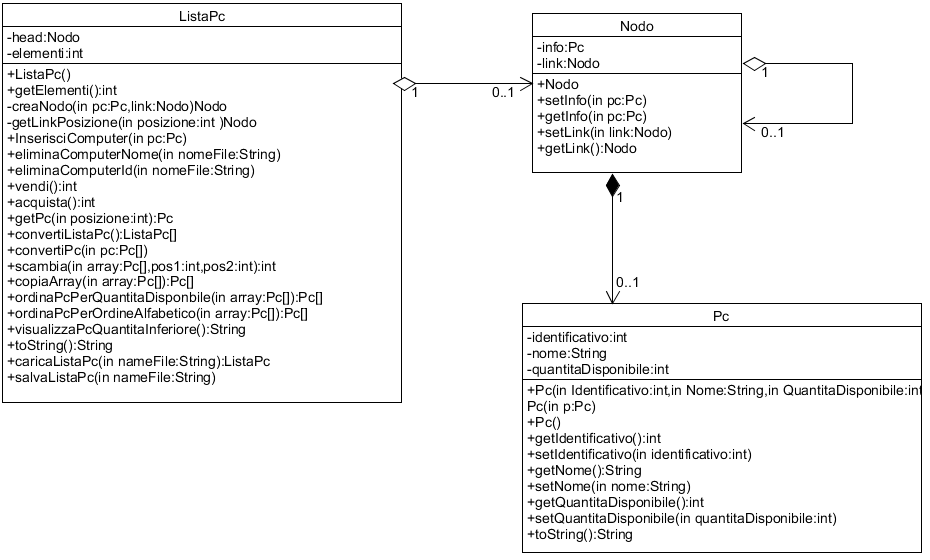 ListaPc
-head:Nodo
-elementi:int
+ListaPc()
+getElementi():int
-creaNodo(in pc:Pc,link:Nodo)Nodo
-getLinkPosizione(in posizione:int )Nodo
+InserisciComputer(in pc:Pc)
+eliminaComputerNome(in nomeFile:String)
+eliminaComputerId(in nomeFile:String)
+vendi():int
+acquista():int
+getPc(in posizione:int):Pc
+convertiListaPc():ListaPc[]
+convertiPc(in pc:Pc[])
+scambia(in array:Pc[],pos1:int,pos2:int):int
+copiaArray(in array:Pc[]):Pc[]
+ordinaPcPerQuantitaDisponbile(in array:Pc[]):Pc[]
+ordinaPcPerOrdineAlfabetico(in array:Pc[]):Pc[]
+visualizzaPcQuantitaInferiore():String
+toString():String
+caricaListaPc(in nameFile:String):ListaPc
+salvaListaPc(in nameFile:String)
1
0..1
Nodo
-info:Pc
-link:Nodo
+Nodo
+setInfo(in pc:Pc)
+getInfo(in pc:Pc)
+setLink(in link:Nodo)
+getLink():Nodo
1
0..1
1
0..1
Pc
-identificativo:int
-nome:String
-quantitaDisponibile:int
+Pc(in Identificativo:int,in Nome:String,in QuantitaDisponibile:int
Pc(in p:Pc)
+Pc()
+getIdentificativo():int
+setIdentificativo(in identificativo:int)
+getNome():String
+setNome(in nome:String)
+getQuantitaDisponibile():int
+setQuantitaDisponibile(in quantitaDisponibile:int)
+toString():String